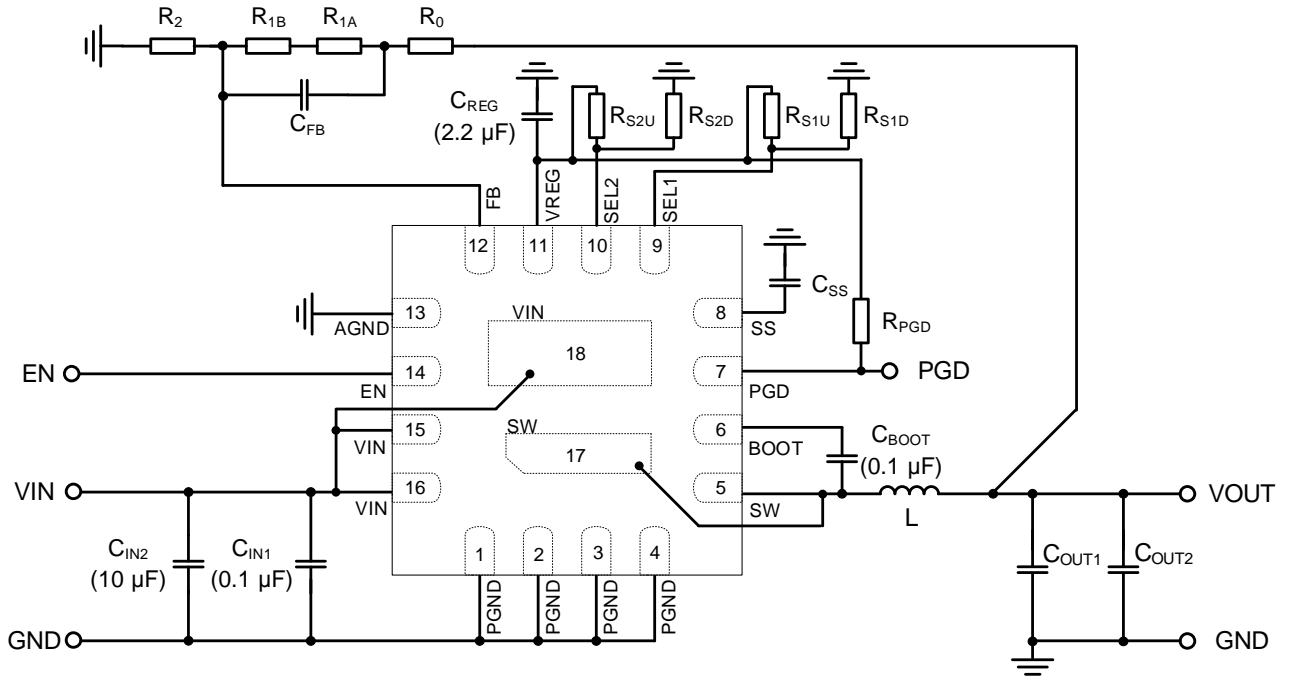 R2 R1B R1A R0
CFB
CREG
(2.2 µF)
RS2U RS2D RS1U RS1D
FB VREG SEL2 SEL1
12 11 10 9
13 AGND
14 EN
EN
15 VIN
16 VIN
VIN
VIN
18
SW
17
8 SS
CSS
7 PGD
RPGD
PGD
6 BOOT
CBOOT
(0.1 µF)
5 SW
L
VOUT
1 2 3 4
PGND PGND PGND PGND
CIN2
(10 µF)
CIN1
(0.1 µF)
COUT1 COUT2
GND
GND